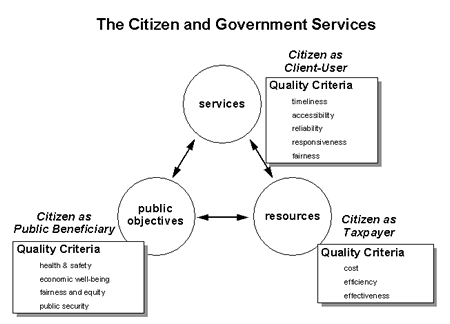 The Citizen and Government Services
Citizen as
Client-User
Quality Criteria
timeliness
accessibility
reliability
responsiveness
fairness
services
public
objectives
resources
Citizen as
Public Beneficiary
Quality Criteria
health & safety
economic well-being
fairness and equity
public security
Citizen as
Taxpayer
Quality Criteria
cost
efficiency
effectiveness